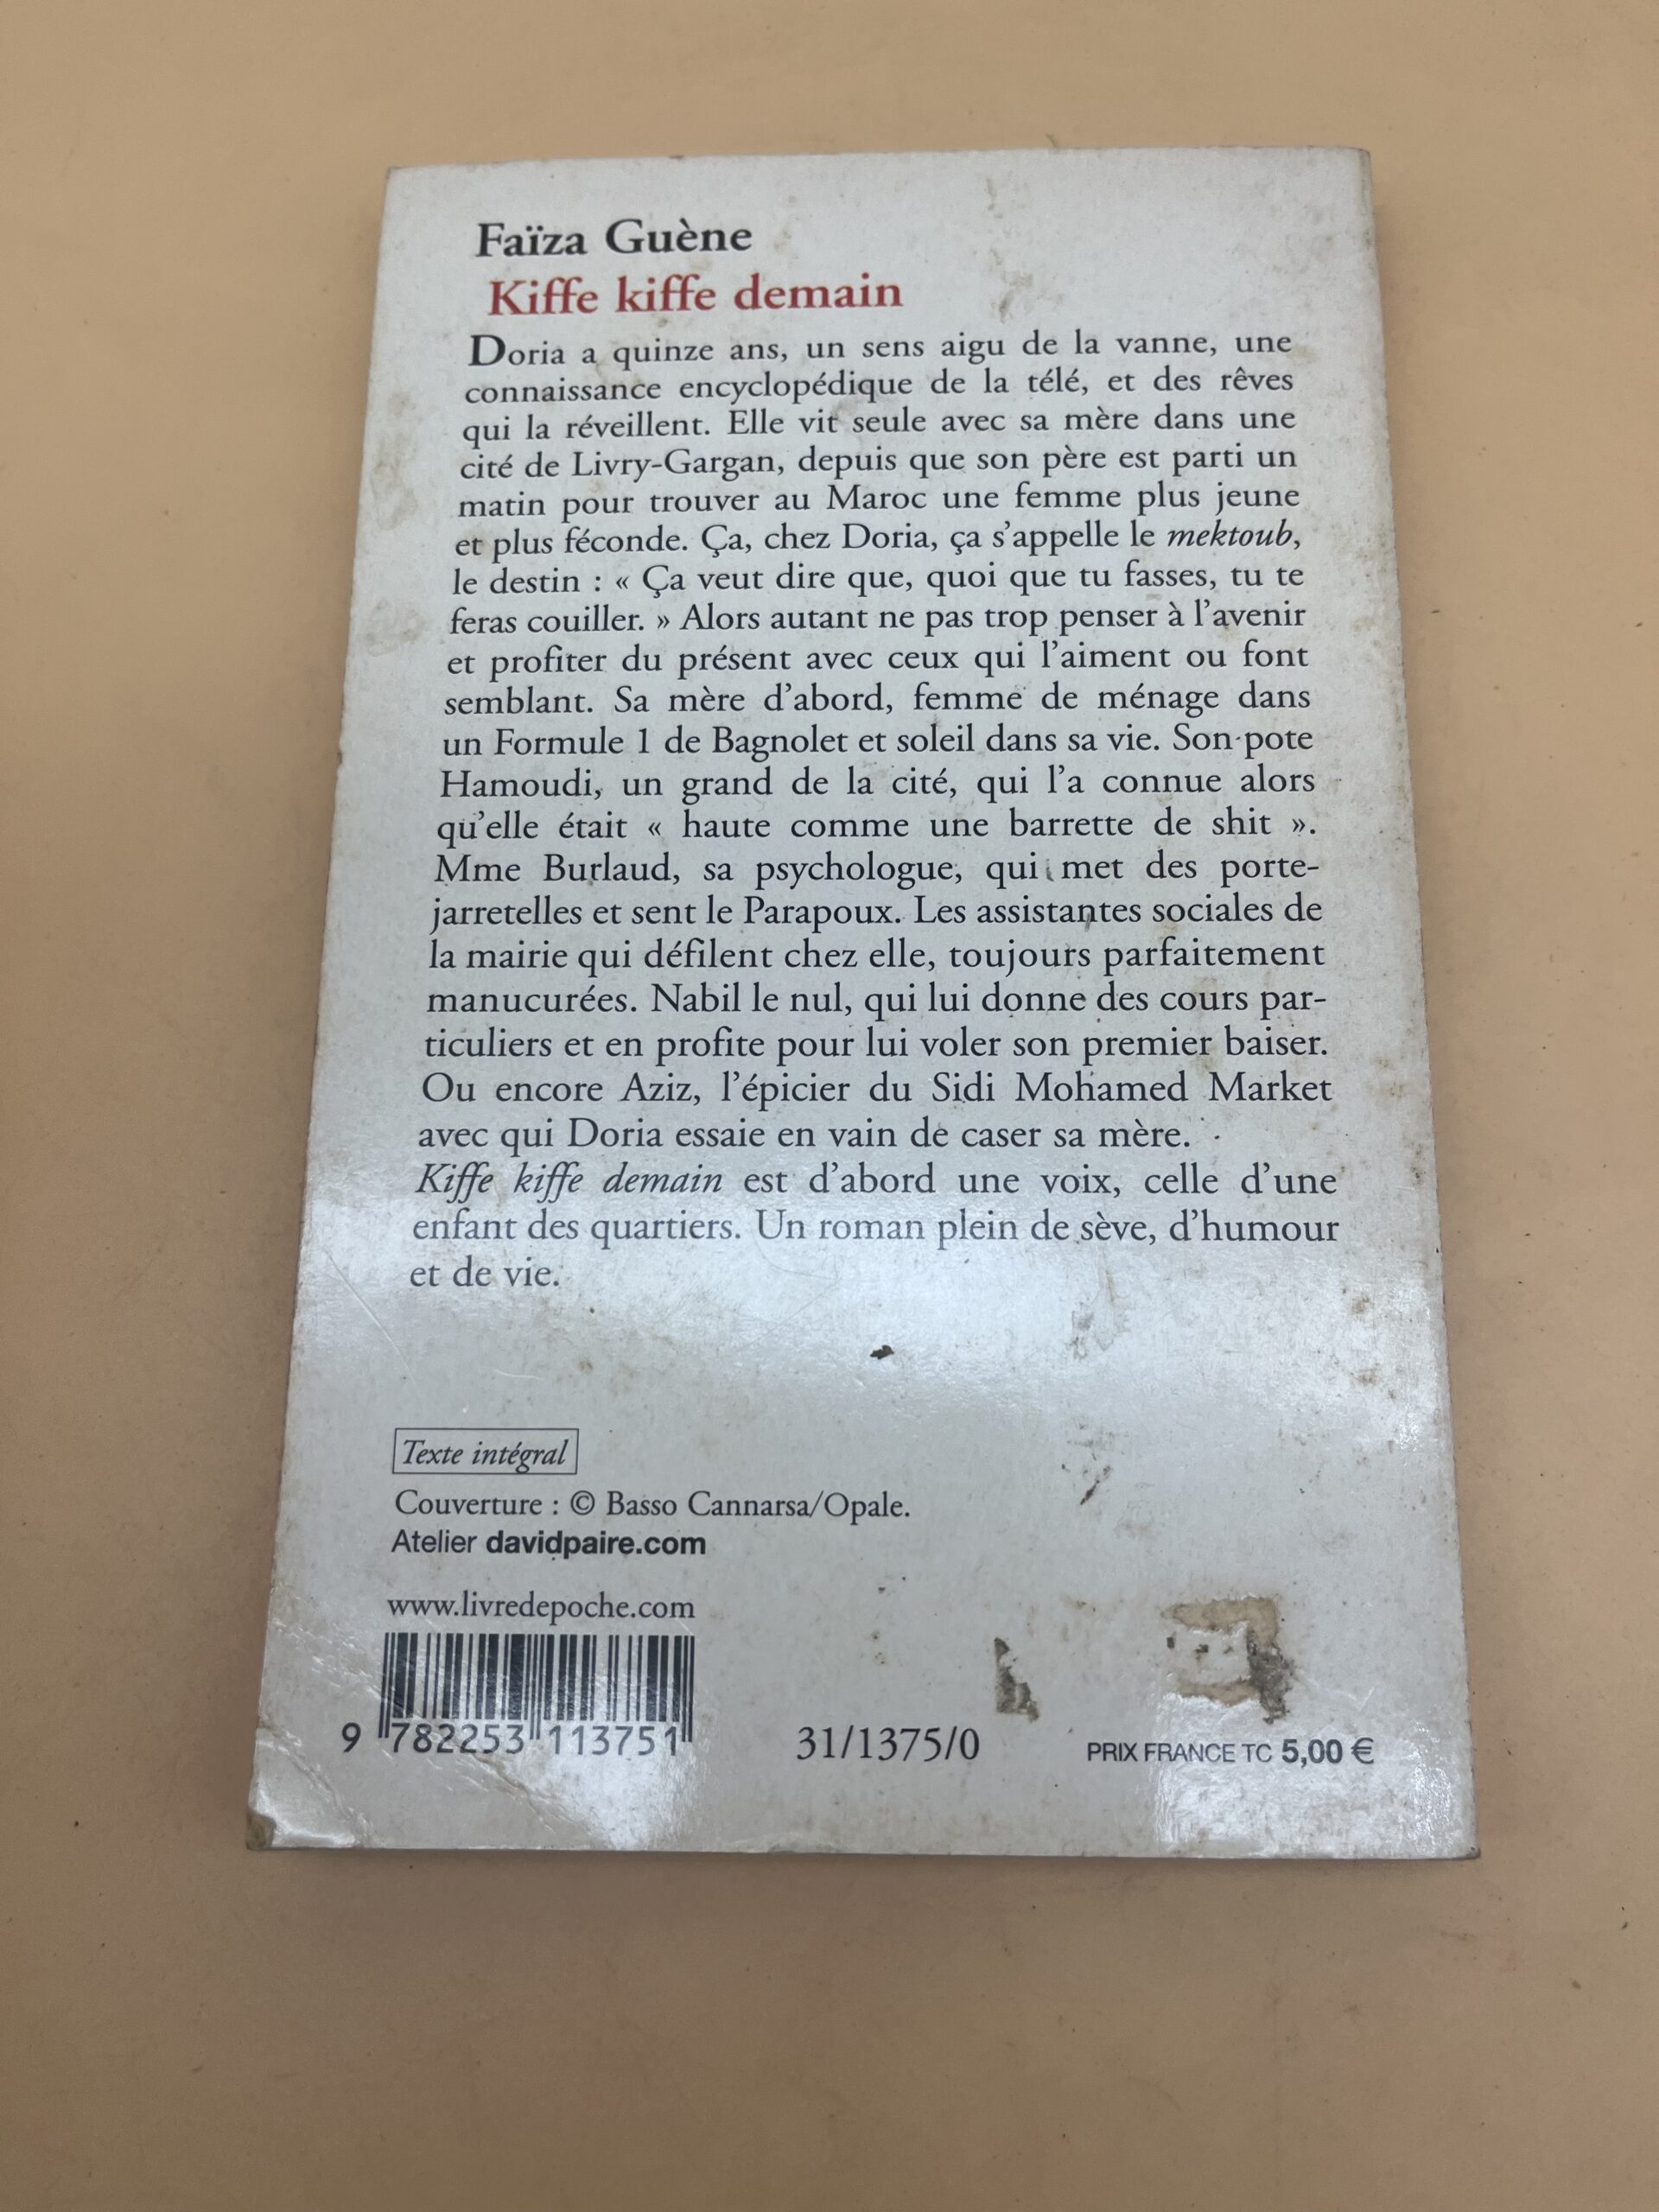 Faïza Guène
Kiffe kiffe demain
Doria a quinze ans, un sens aigu de la vanne, une
connaissance encyclopédique de la télé, et des rêves
qui la réveillent. Elle vit seule avec sa mère dans une
cité de Livry-Gargan, depuis que son père est parti un
matin pour trouver au Maroc une femme plus jeune
et plus féconde. Ça, chez Doria, ça s'appelle le mektoub,
le destin : « Ça veut dire que, quoi que tu fasses, tu te
feras couiller. » Alors autant ne pas trop penser à l'avenir
et profiter du présent avec ceux qui l'aiment ou font
semblant. Sa mère d'abord, femme de ménage dans
un Formule 1 de Bagnolet et soleil dans sa vie. Son pote
Hamoudi, un grand de la cité, qui l'a connue alors
qu'elle était « haute comme une barrette de shit ».
Mme Burlaud, sa psychologue, qui met des porte-
jarretelles et sent le Parapoux. Les assistantes sociales de
la mairie qui défilent chez elle, toujours parfaitement
manucurées. Nabil le nul, qui lui donne des cours par-
ticuliers et en profite pour lui voler son premier baiser.
Ou encore Aziz, l'épicier du Sidi Mohamed Market
avec qui Doria essaie en vain de caser sa mère.
Kiffe kiffe demain est d'abord une voix, celle d'une
enfant des quartiers. Un roman plein de sève, d'humour
et de vie.
Texte intégral
Couverture : © Basso Cannarsa/Opale.
Atelier davidpaire.com
www.livredepoche.com
9 782253 113751
31/1375/0
PRIX FRANCE TC 5,00 €